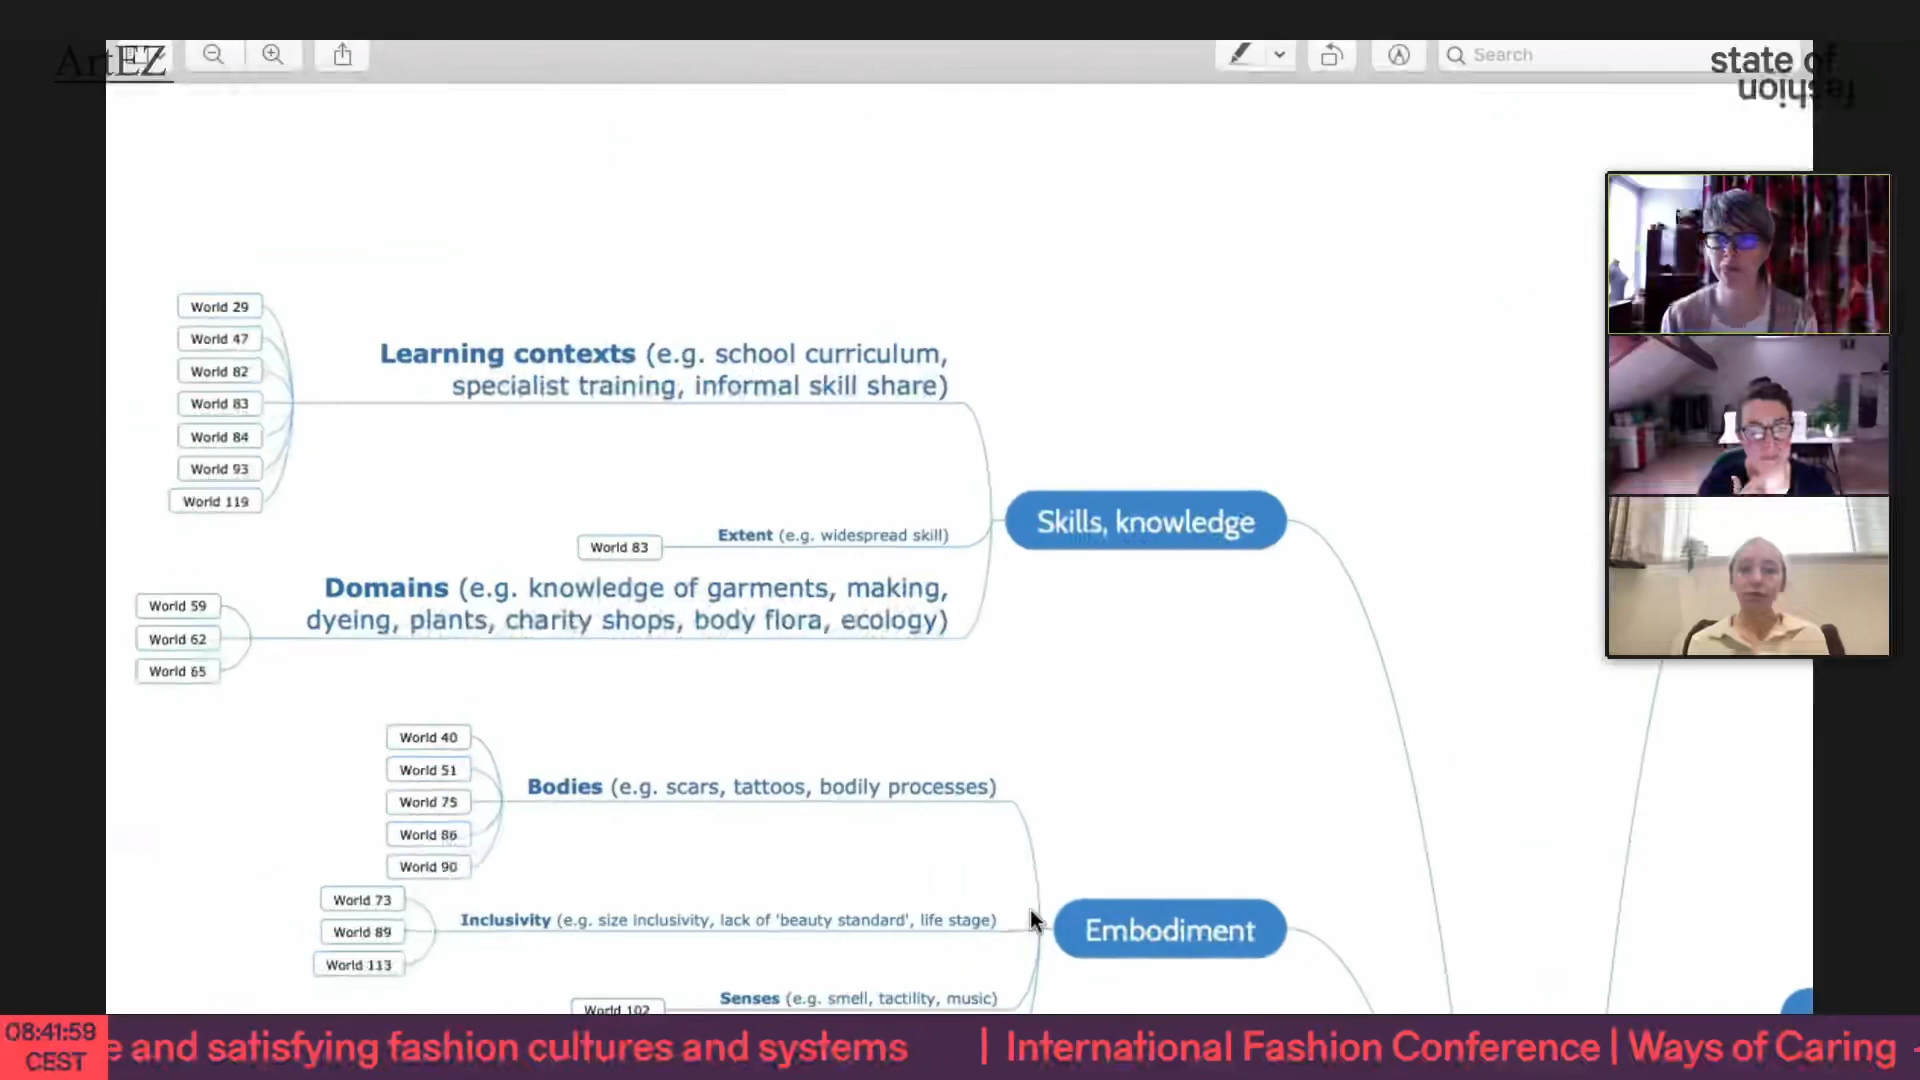 ArtEZ
Search
state of
fashion
World 29
World 47
World 82
World 83
World 84
World 93
World 119
Learning contexts (e.g. school curriculum,
specialist training, informal skill share)
World 83
Extent (e.g. widespread skill)
Skills, knowledge
World 59
World 62
World 65
Domains (e.g. knowledge of garments, making,
dyeing, plants, charity shops, body flora, ecology)
World 40
World 51
World 75
World 86
World 90
Bodies (e.g. scars, tattoos, bodily processes)
World 73
World 89
World 113
Inclusivity (e.g. size inclusivity, lack of 'beauty standard', life stage)
Embodiment
World 102
Senses (e.g. smell, tactility, music)
08:41:59
CEST
e and satisfying fashion cultures and systems | International Fashion Conference | Ways of Caring